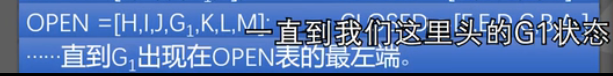 OPEN =[H,I,J,G₁,K,L,M];
一直到我们这里头的G1状态
……直到G₁出现在OPEN表的最左端。